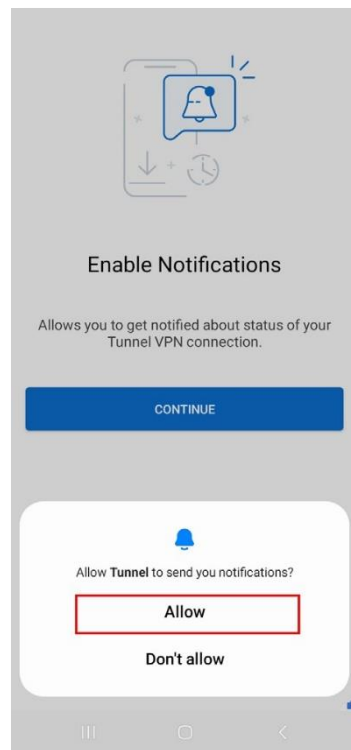 Enable Notifications
Allows you to get notified about status of your
Tunnel VPN connection.
CONTINUE
Allow Tunnel to send you notifications?
Allow
Don't allow